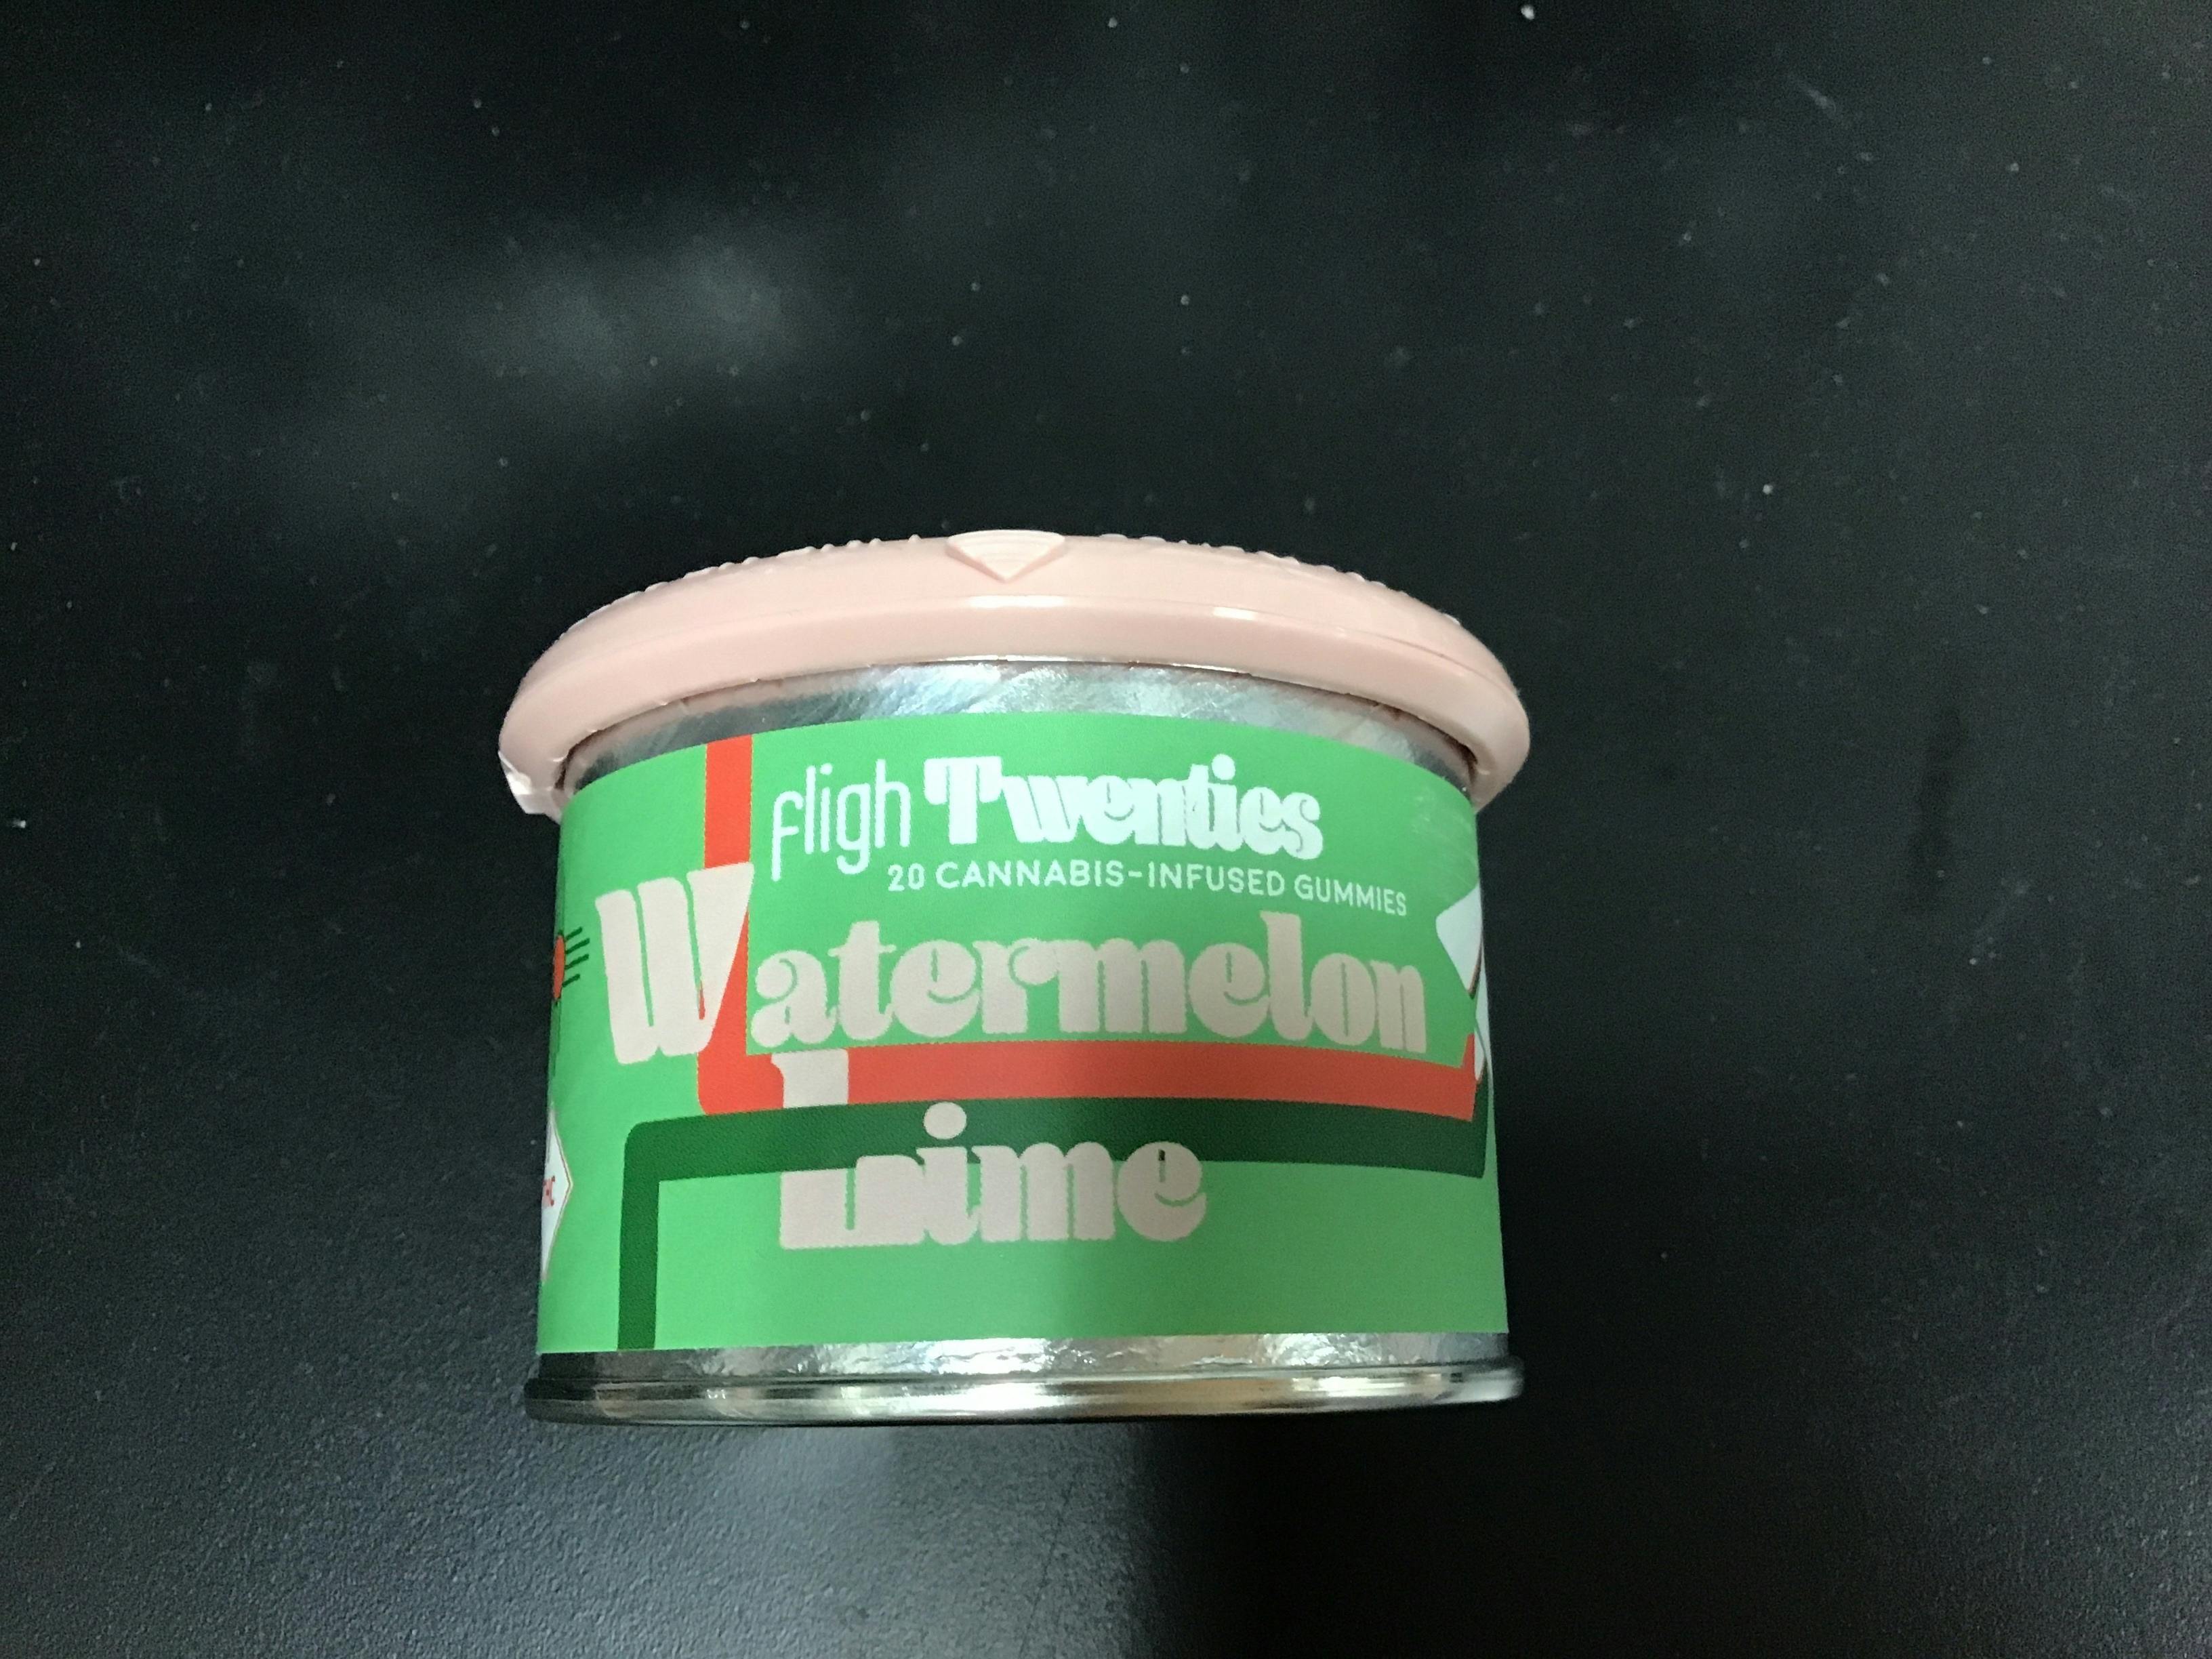 fligh Twenties
20 CANNABIS-INFUSED GUMMIES
Watermelon
Lime